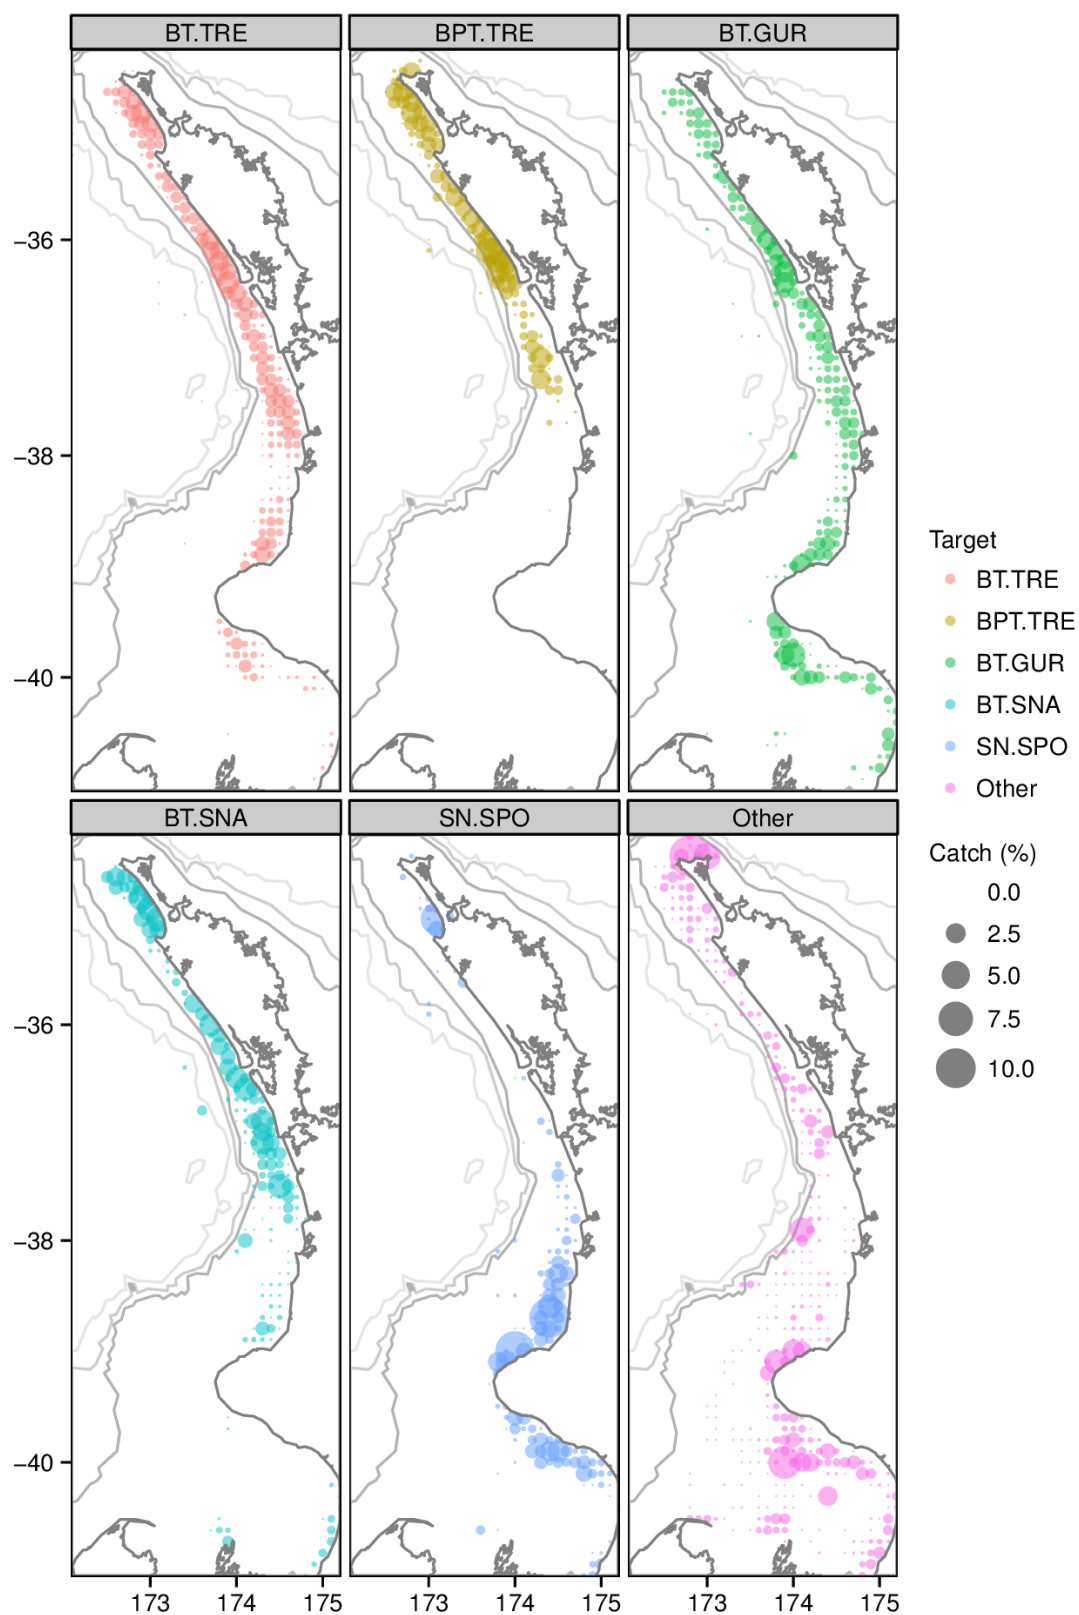 BT.TRE BPT.TRE BT.GUR
−36
−38
−40
BT.SNA SN.SPO Other
−36
−38
−40
173 174 175 173 174 175 173 174 175
Target
BT.TRE
BPT.TRE
BT.GUR
BT.SNA
SN.SPO
Other
Catch (%)
0.0
2.5
5.0
7.5
10.0